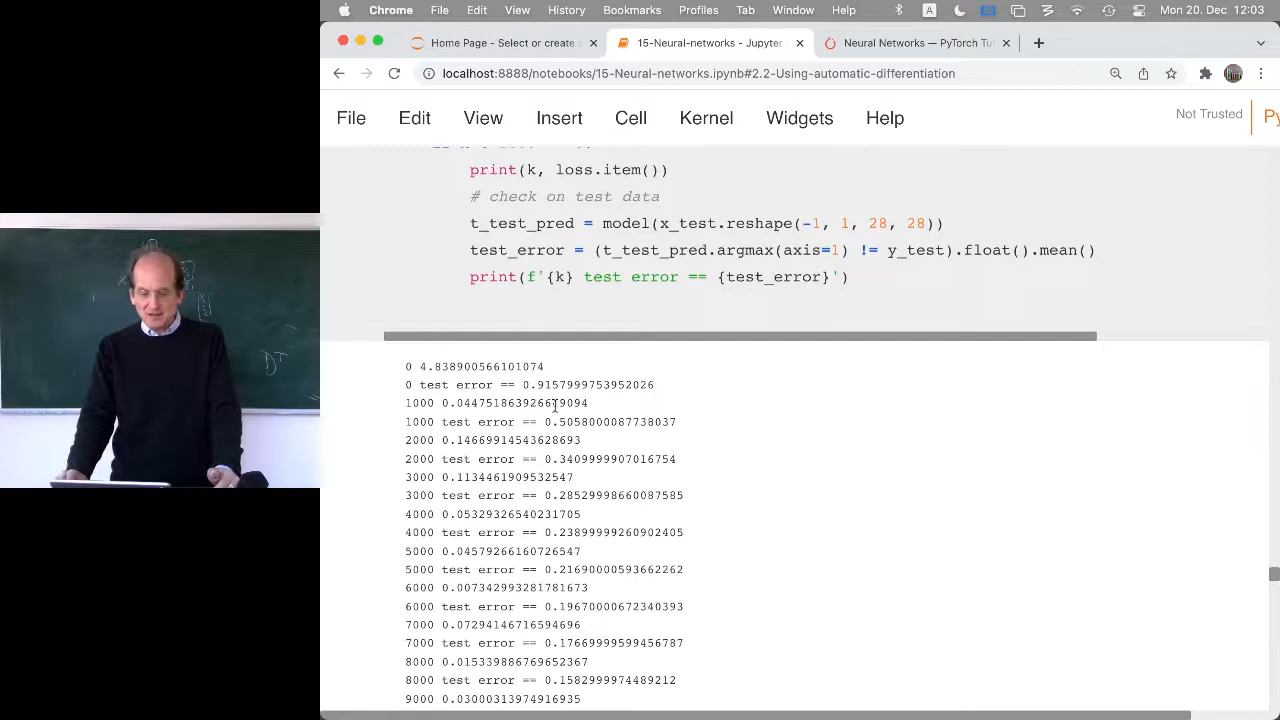 Chrome File Edit View History Bookmarks Profiles Tab Window Help Mon 20. Dec 12:03
Home Page - Select or create 15-Neural-networks - Jupyter Neural Networks — PyTorch Tut
localhost:8888/notebooks/15-Neural-networks.ipynb#2.2-Using-automatic-differentiation
File Edit View Insert Cell Kernel Widgets Help Not Trusted Py
print(k, loss.item())
# check on test data
t_test_pred = model(x_test.reshape(-1, 1, 28, 28))
test_error = (t_test_pred.argmax(axis=1) != y_test).float().mean()
print(f'{k} test error == {test_error}')
0 4.838900566101074
0 test error == 0.9157999753952026
1000 test error == 0.5058000087738037
2000 0.14669914543628693
2000 test error == 0.3409999907016754
3000 0.1134461909532547
3000 test error == 0.28529998660087585
4000 0.05329326540231705
4000 test error == 0.23899999260902405
5000 0.04579266160726547
5000 test error == 0.21690000593662262
6000 0.007342993281781673
6000 test error == 0.19670000672340393
7000 0.07294146716594696
7000 test error == 0.17669999599456787
8000 0.015339886769652367
8000 test error == 0.1582999974489212
9000 0.03000313974916935
DT